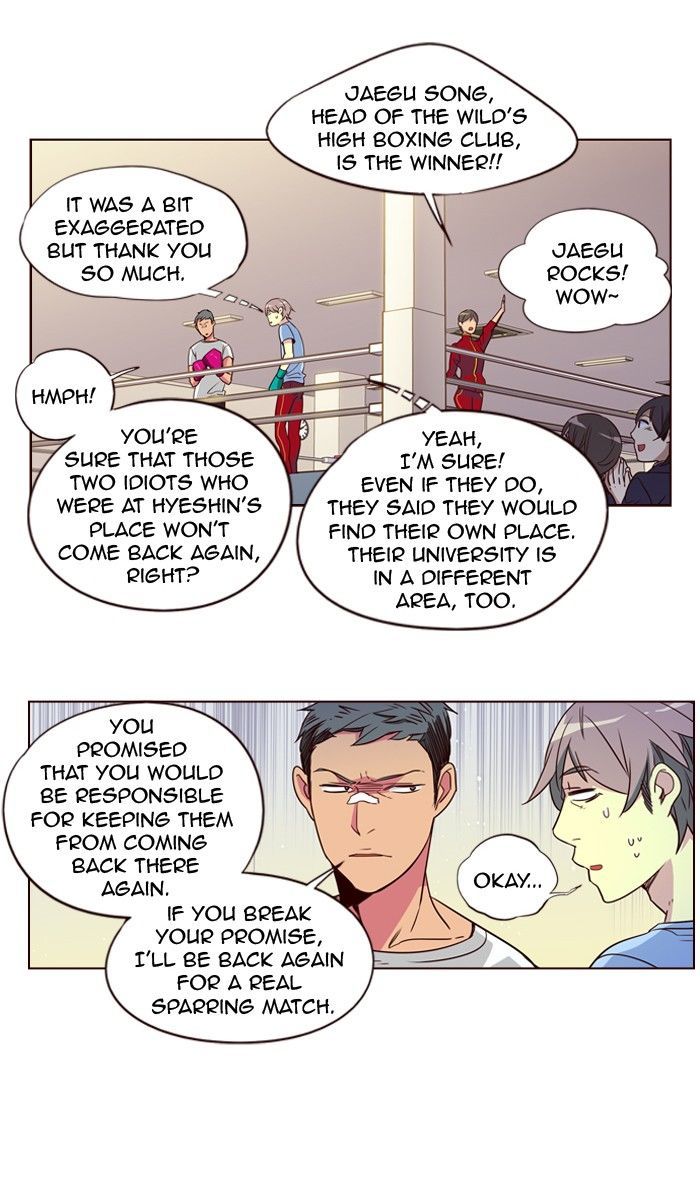 JAEGU SONG,
HEAD OF THE WILD'S
HIGH BOXING CLUB,
IS THE WINNER!!
IT WAS A BIT
EXAGGERATED
BUT THANK YOU
SO MUCH.
JAEGU
ROCKS!
WOW~
HMPH!
YOU'RE
SURE THAT THOSE
TWO IDIOTS WHO
WERE AT HYESHIN'S
PLACE WON'T
COME BACK AGAIN,
RIGHT?
YEAH,
I'M SURE!
EVEN IF THEY DO,
THEY SAID THEY WOULD
FIND THEIR OWN PLACE.
THEIR UNIVERSITY IS
IN A DIFFERENT
AREA, TOO.
YOU
PROMISED
THAT YOU WOULD
BE RESPONSIBLE
FOR KEEPING THEM
FROM COMING
BACK THERE
AGAIN.
IF YOU BREAK
YOUR PROMISE,
I'LL BE BACK AGAIN
FOR A REAL
SPARRING MATCH.
OKAY...